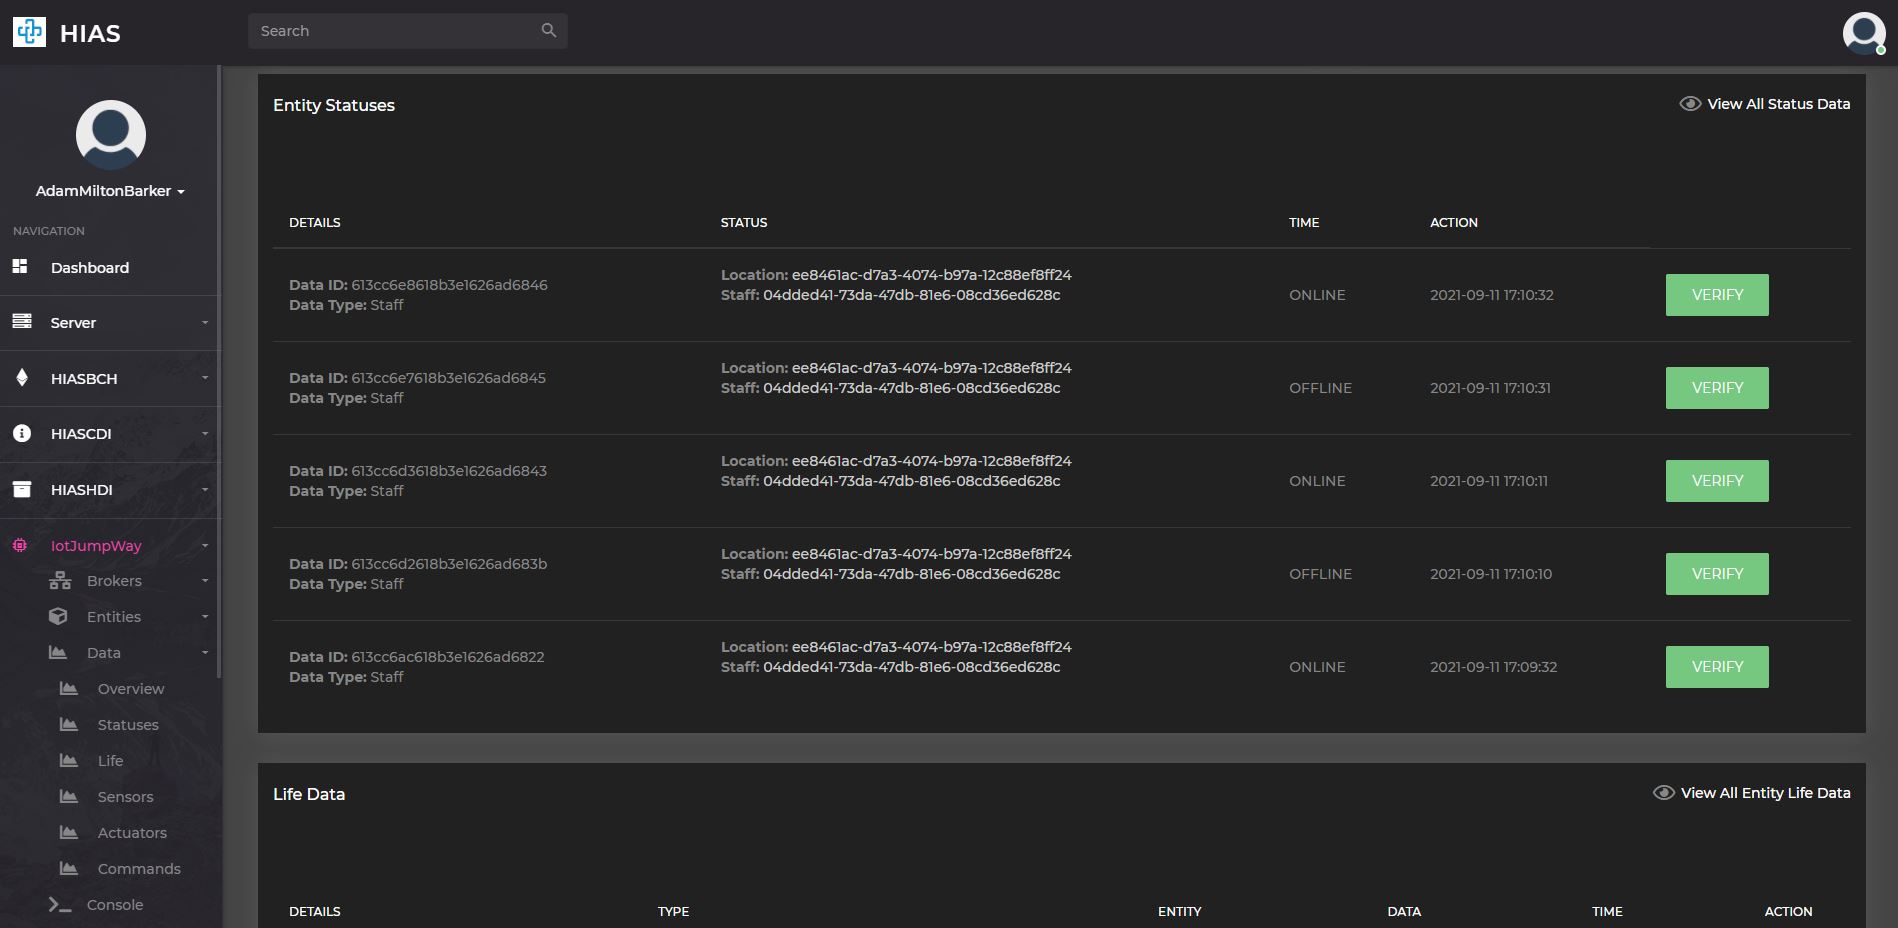 HIAS
Search
AdamMiltonBarker
NAVIGATION
Dashboard
Server
HIASBCH
HIASCDI
HIASHDI
IotJumpWay
Brokers
Entities
Data
Overview
Statuses
Life
Sensors
Actuators
Commands
Console
Entity Statuses
View All Status Data
DETAILS STATUS TIME ACTION
Data ID: 613cc6e8618b3e1626ad6846
Data Type: Staff
Location: ee8461ac-d7a3-4074-b97a-12c88ef8ff24
Staff: 04dded41-73da-47db-81e6-08cd36ed628c
ONLINE
2021-09-11 17:10:32
VERIFY
Data ID: 613cc6e7618b3e1626ad6845
Data Type: Staff
Location: ee8461ac-d7a3-4074-b97a-12c88ef8ff24
Staff: 04dded41-73da-47db-81e6-08cd36ed628c
OFFLINE
2021-09-11 17:10:31
VERIFY
Data ID: 613cc6d3618b3e1626ad6843
Data Type: Staff
Location: ee8461ac-d7a3-4074-b97a-12c88ef8ff24
Staff: 04dded41-73da-47db-81e6-08cd36ed628c
ONLINE
2021-09-11 17:10:11
VERIFY
Data ID: 613cc6d2618b3e1626ad683b
Data Type: Staff
Location: ee8461ac-d7a3-4074-b97a-12c88ef8ff24
Staff: 04dded41-73da-47db-81e6-08cd36ed628c
OFFLINE
2021-09-11 17:10:10
VERIFY
Data ID: 613cc6ac618b3e1626ad6822
Data Type: Staff
Location: ee8461ac-d7a3-4074-b97a-12c88ef8ff24
Staff: 04dded41-73da-47db-81e6-08cd36ed628c
ONLINE
2021-09-11 17:09:32
VERIFY
Life Data
View All Entity Life Data
DETAILS TYPE ENTITY DATA TIME ACTION